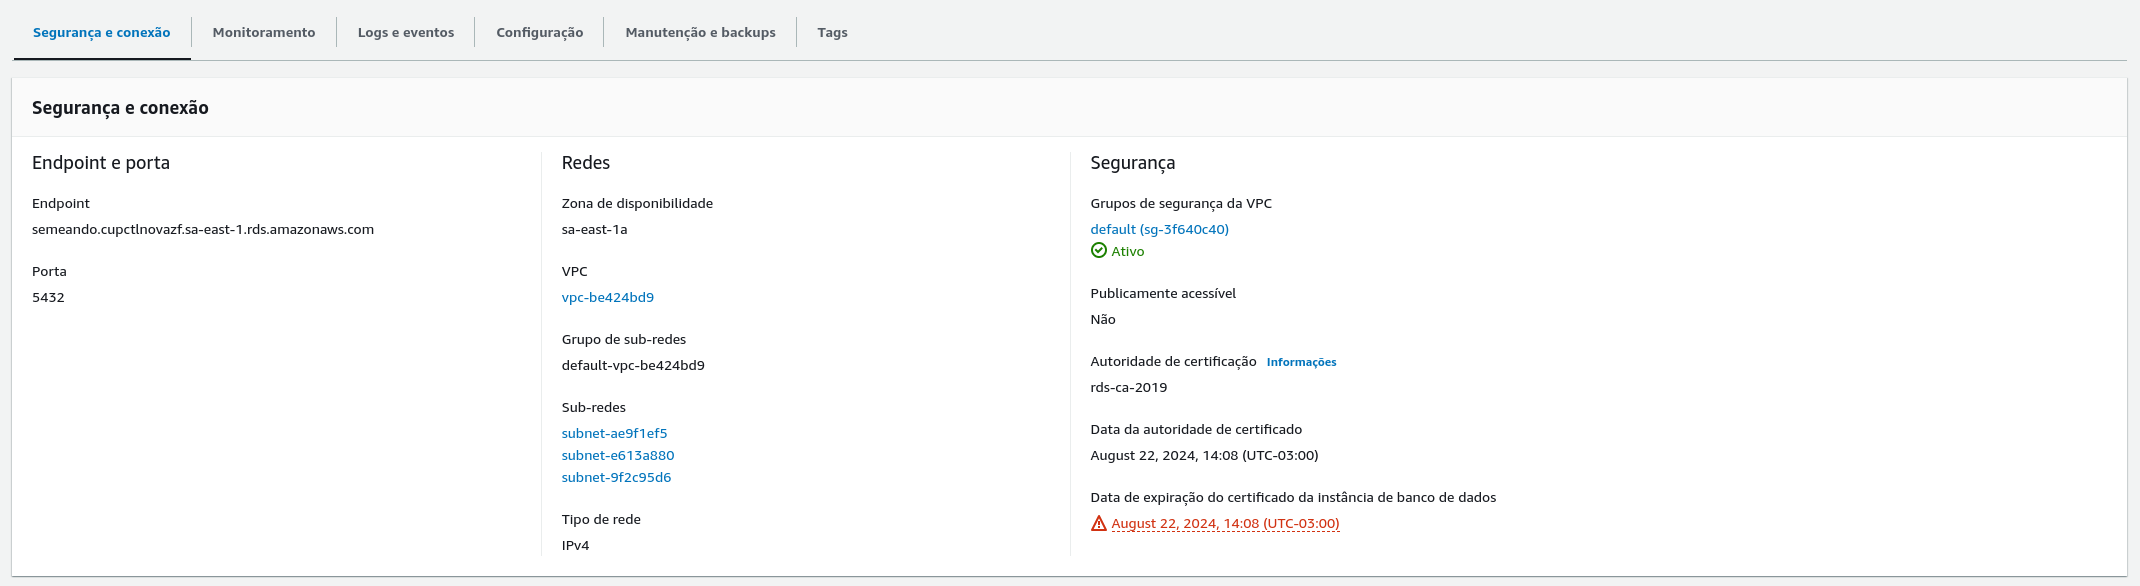 Segurança e conexão
Monitoramento
Logs e eventos
Configuração
Manutenção e backups
Tags
Segurança e conexão
Endpoint e porta
Endpoint
semeando.cupctlnovazf.sa-east-1.rds.amazonaws.com
Porta
5432
Redes
Zona de disponibilidade
sa-east-1a
VPC
vpc-be424bd9
Grupo de sub-redes
default-vpc-be424bd9
Sub-redes
subnet-ae9f1ef5
subnet-e613a880
subnet-9f2c95d6
Tipo de rede
IPv4
Segurança
Grupos de segurança da VPC
default (sg-3f640c40)
Ativo
Publicamente acessível
Não
Autoridade de certificação Informações
rds-ca-2019
Data da autoridade de certificado
August 22, 2024, 14:08 (UTC-03:00)
Data de expiração do certificado da instância de banco de dados
August 22, 2024, 14:08 (UTC-03:00)